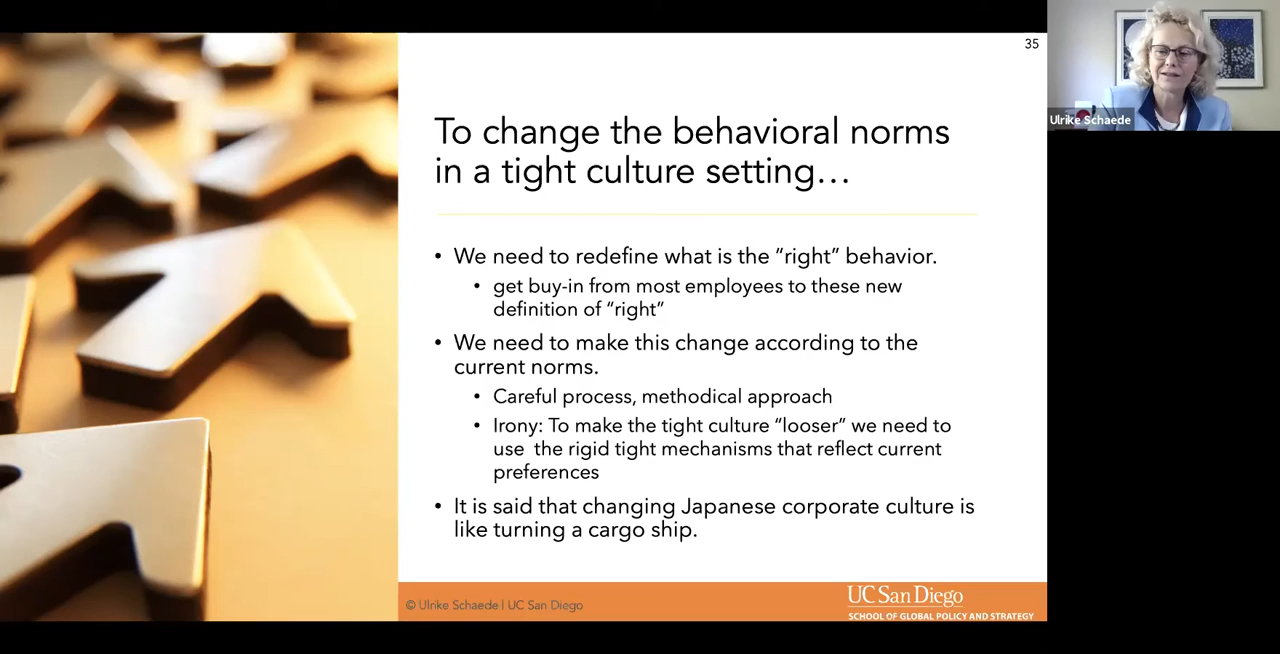 35
Ulrike Schaede
To change the behavioral norms
in a tight culture setting…
• We need to redefine what is the “right” behavior.
• get buy-in from most employees to these new
definition of “right”
• We need to make this change according to the
current norms.
• Careful process, methodical approach
• Irony: To make the tight culture “looser” we need to
use  the rigid tight mechanisms that reflect current
preferences
• It is said that changing Japanese corporate culture is
like turning a cargo ship.
© Ulrike Schaede | UC San Diego
UC San Diego
SCHOOL OF GLOBAL POLICY AND STRATEGY